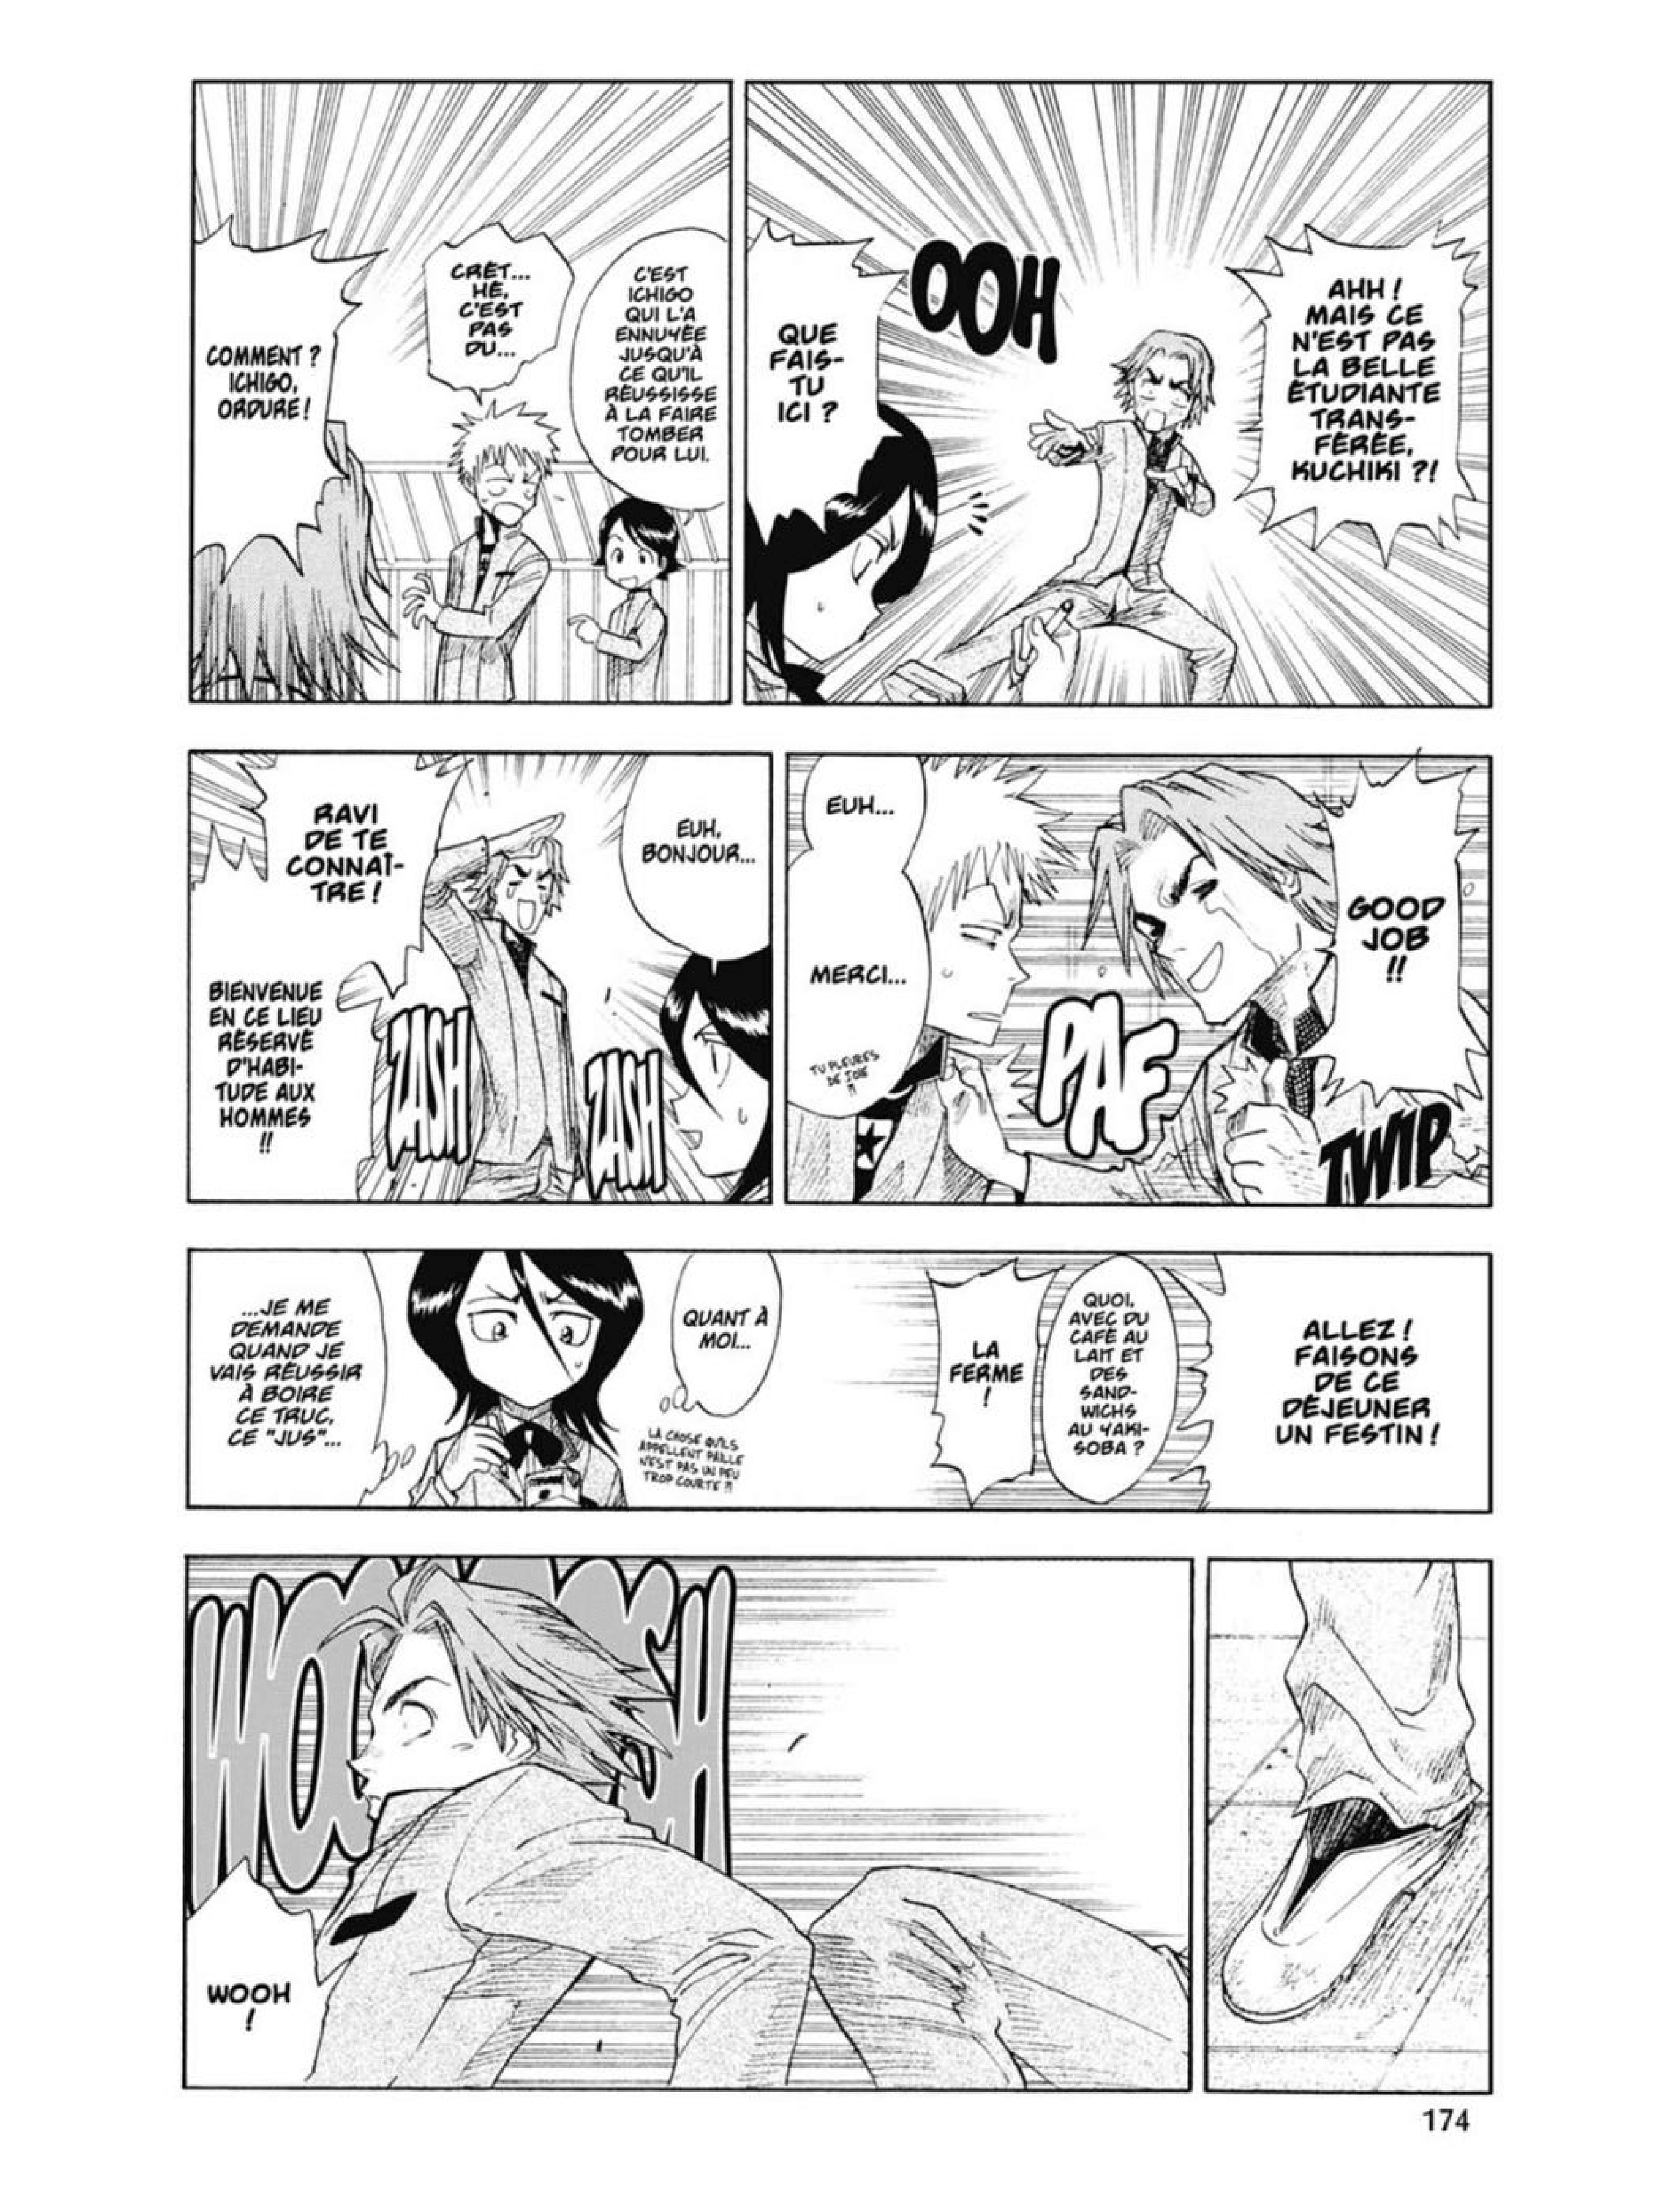 AHH !
MAIS CE
N'EST PAS
LA BELLE
ÉTUDIANTE
TRANS-
FÉRÉE,
KUCHIKI ?!
OOH
QUE
FAIS-
TU
ICI ?
C'EST
ICHIGO
QUI L'A
ENNUYÉE
JUSQU'À
CE QU'IL
RÉUSSISSE
À LA FAIRE
TOMBER
POUR LUI.
CRÉT...
HÉ,
C'EST
PAS
DU...
COMMENT ?
ICHIGO,
ORDURE !
GOOD
JOB
!!
TWIP
PAF
EUH...
MERCI...
TU PLEURES
DE JOIE
?!
EUH,
BONJOUR...
RAVI
DE TE
CONNAÎ-
TRE !
ZASH
ZASH
BIENVENUE
EN CE LIEU
RÉSERVÉ
D'HABI-
TUDE AUX
HOMMES
!!
ALLEZ !
FAISONS
DE CE
DÉJEUNER
UN FESTIN !
QUOI,
AVEC DU
CAFÉ AU
LAIT ET
DES
SAND-
WICHS
AU YAKI-
SOBA ?
LA
FERME
!
QUANT À
MOI...
LA CHOSE QU'ILS
APPELLENT PAILLE
N'EST PAS UN PEU
TROP COURTE ?!
...JE ME
DEMANDE
QUAND JE
VAIS RÉUSSIR
À BOIRE
CE TRUC,
CE "JUS"...
WOOH
!
174